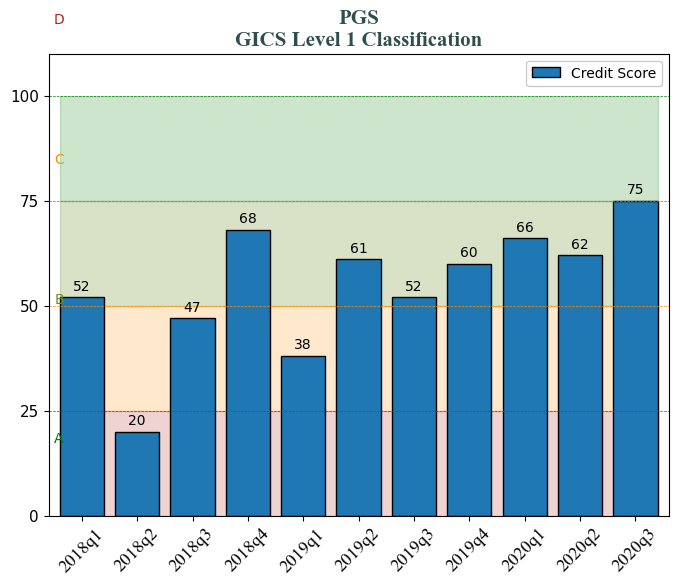 D
PGS
GICS Level 1 Classification
Credit Score
100
C
75
75
68
66
62
61
60
52
52
B
50
47
38
25
20
A
0
2018q1
2018q2
2018q3
2018q4
2019q1
2019q2
2019q3
2019q4
2020q1
2020q2
2020q3